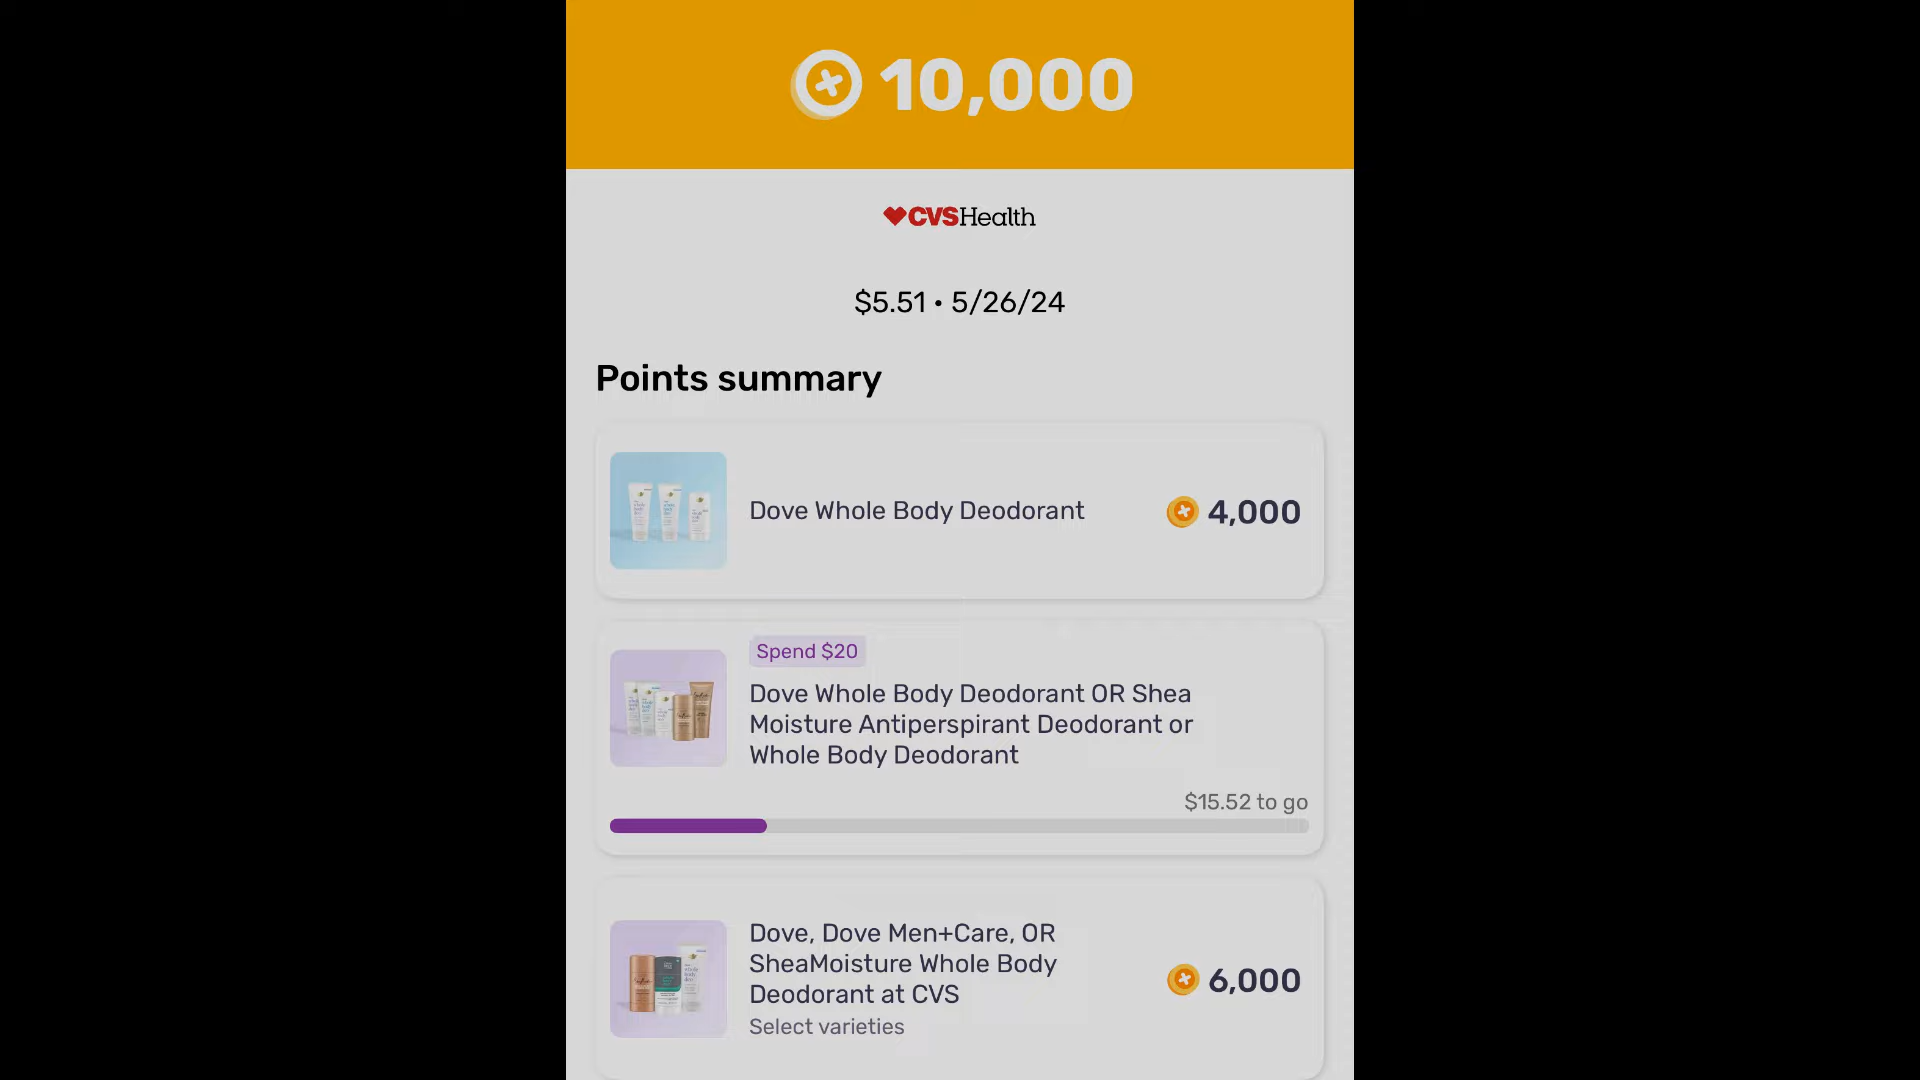 10,000
CVSHealth
$5.51 • 5/26/24
Points summary
Dove Whole Body Deodorant
4,000
Spend $20
Dove Whole Body Deodorant OR Shea
Moisture Antiperspirant Deodorant or
Whole Body Deodorant
$15.52 to go
Dove, Dove Men+Care, OR
SheaMoisture Whole Body
Deodorant at CVS
Select varieties
6,000